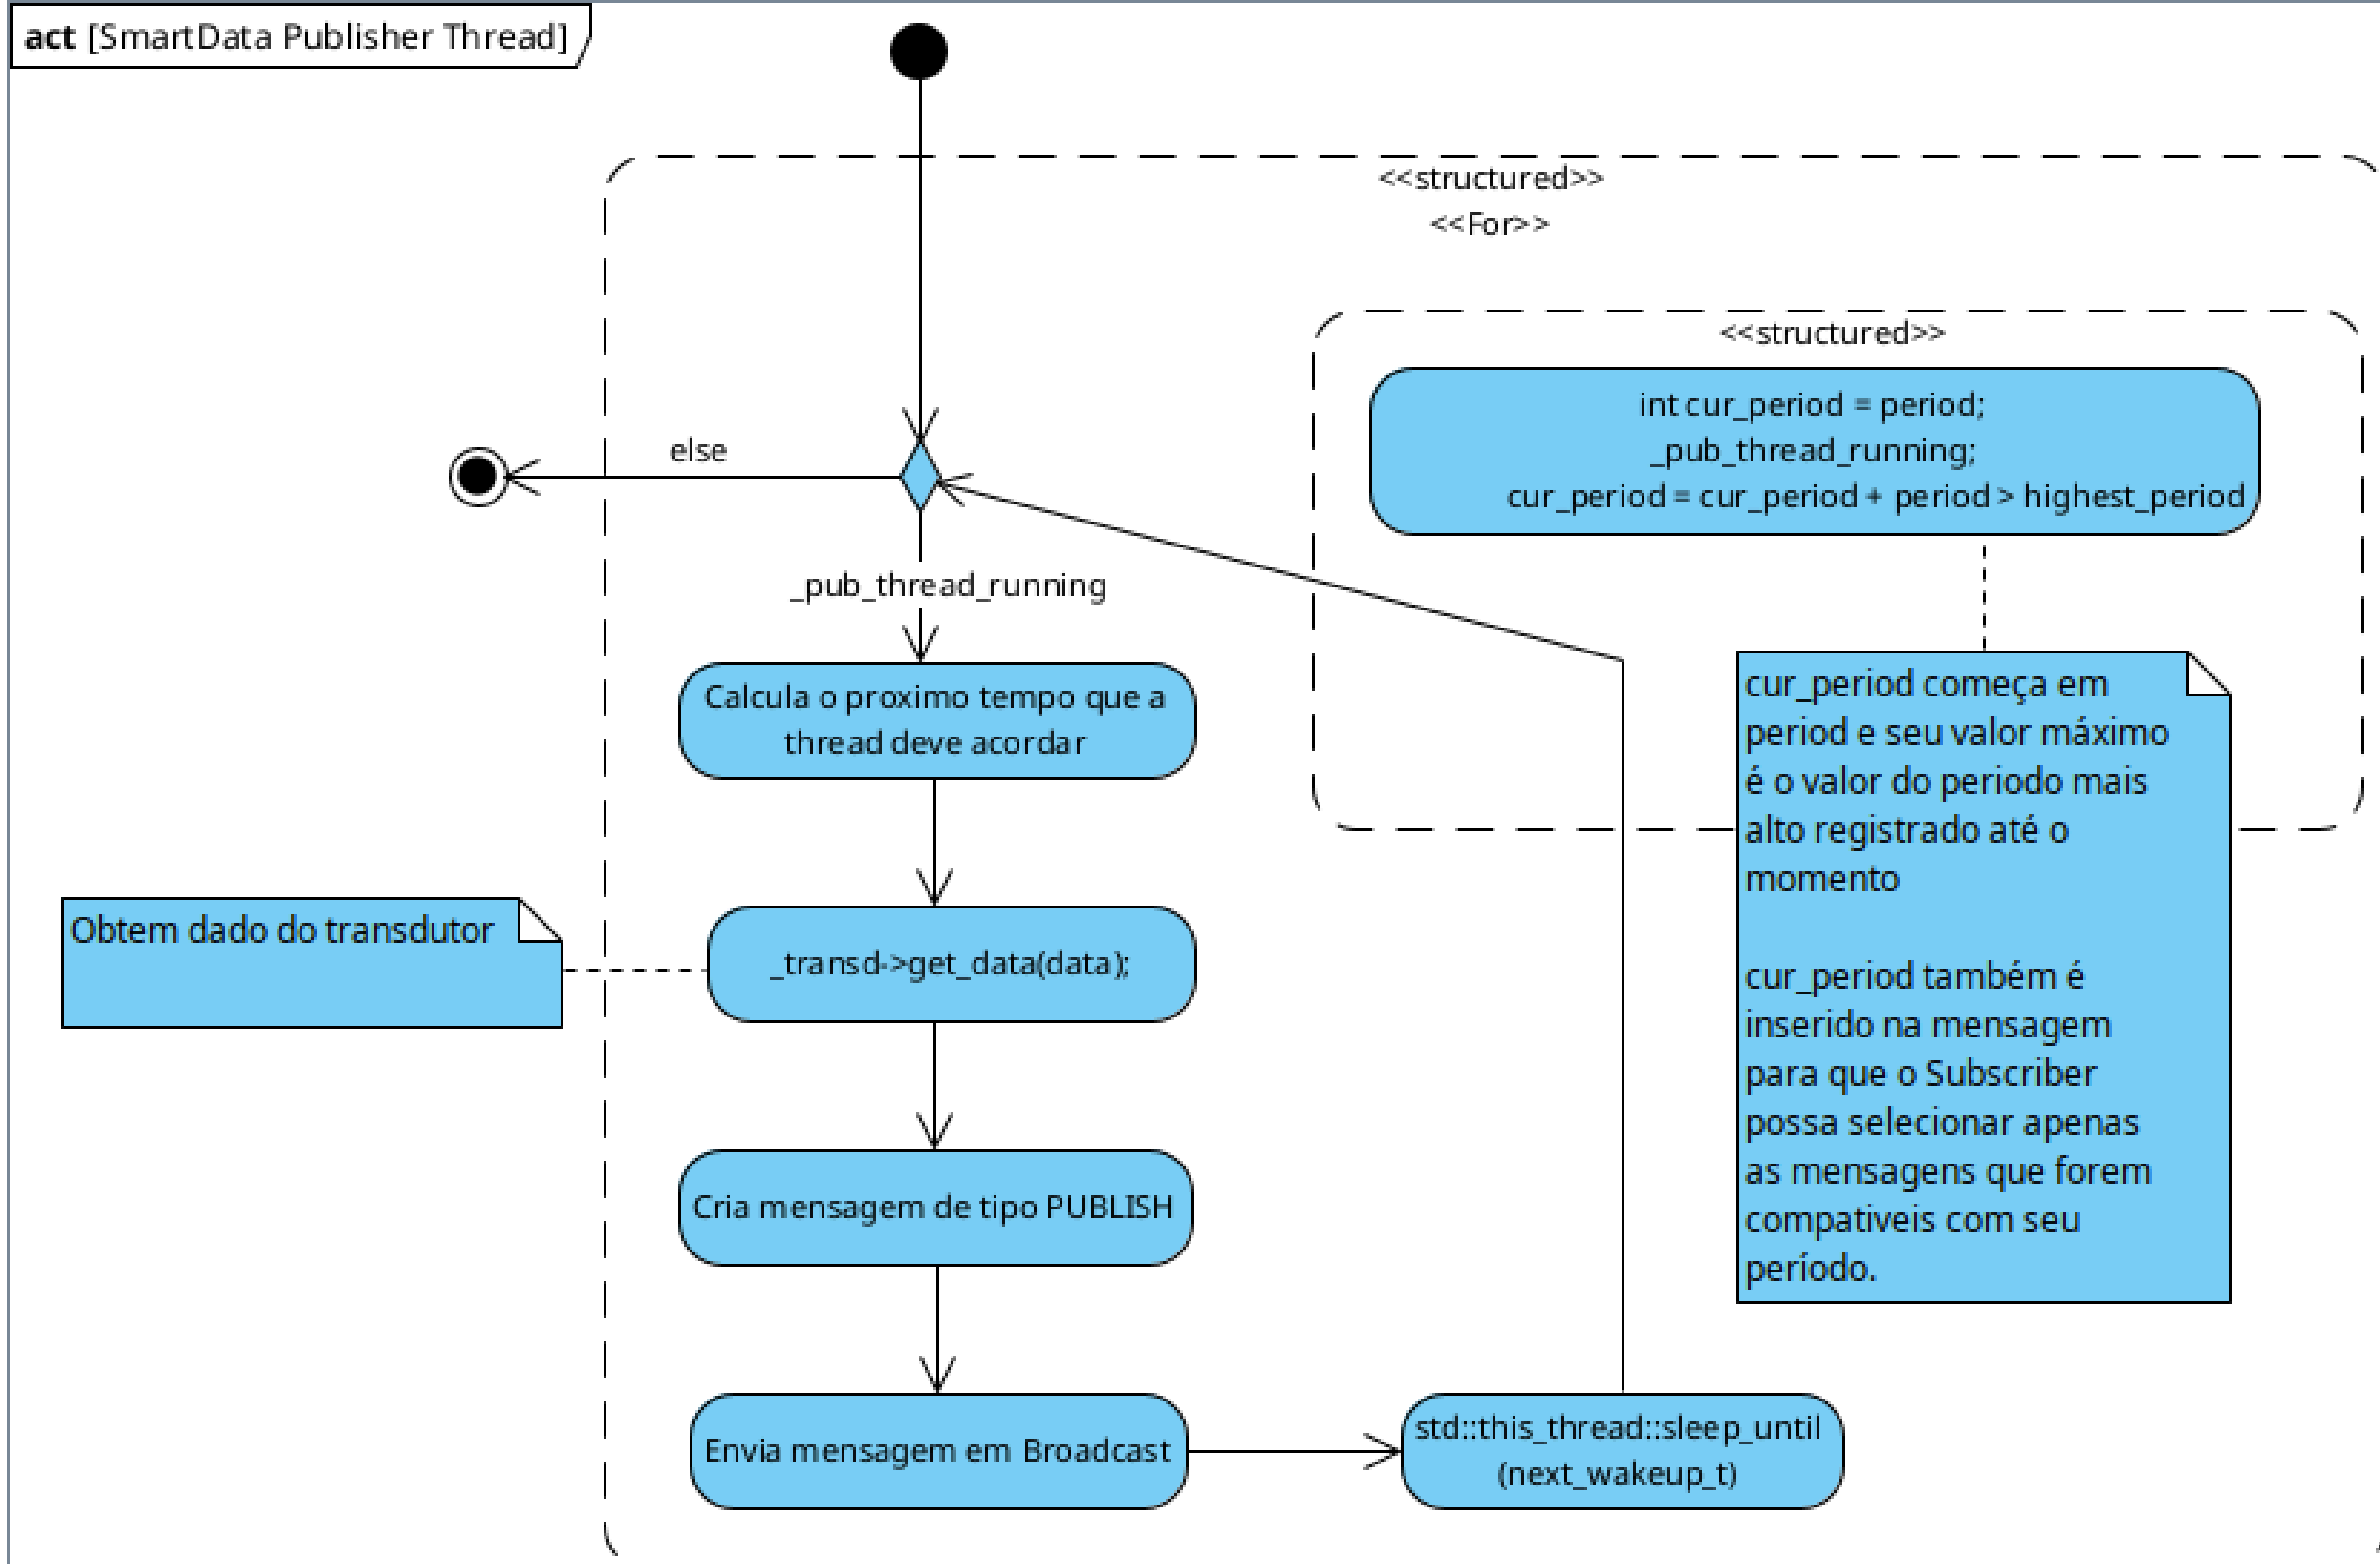 act [SmartData Publisher Thread]
<<structured>>
<<For>>
<<structured>>
int cur_period = period;
_pub_thread_running;
cur_period = cur_period + period > highest_period
else
_pub_thread_running
Calcula o proximo tempo que a
thread deve acordar
cur_period começa em
period e seu valor máximo
é o valor do periodo mais
alto registrado até o
momento
cur_period também é
inserido na mensagem
para que o Subscriber
possa selecionar apenas
as mensagens que forem
compativeis com seu
período.
Obtem dado do transdutor
_transd->get_data(data);
Cria mensagem de tipo PUBLISH
Envia mensagem em Broadcast
std::this_thread::sleep_until
(next_wakeup_t)